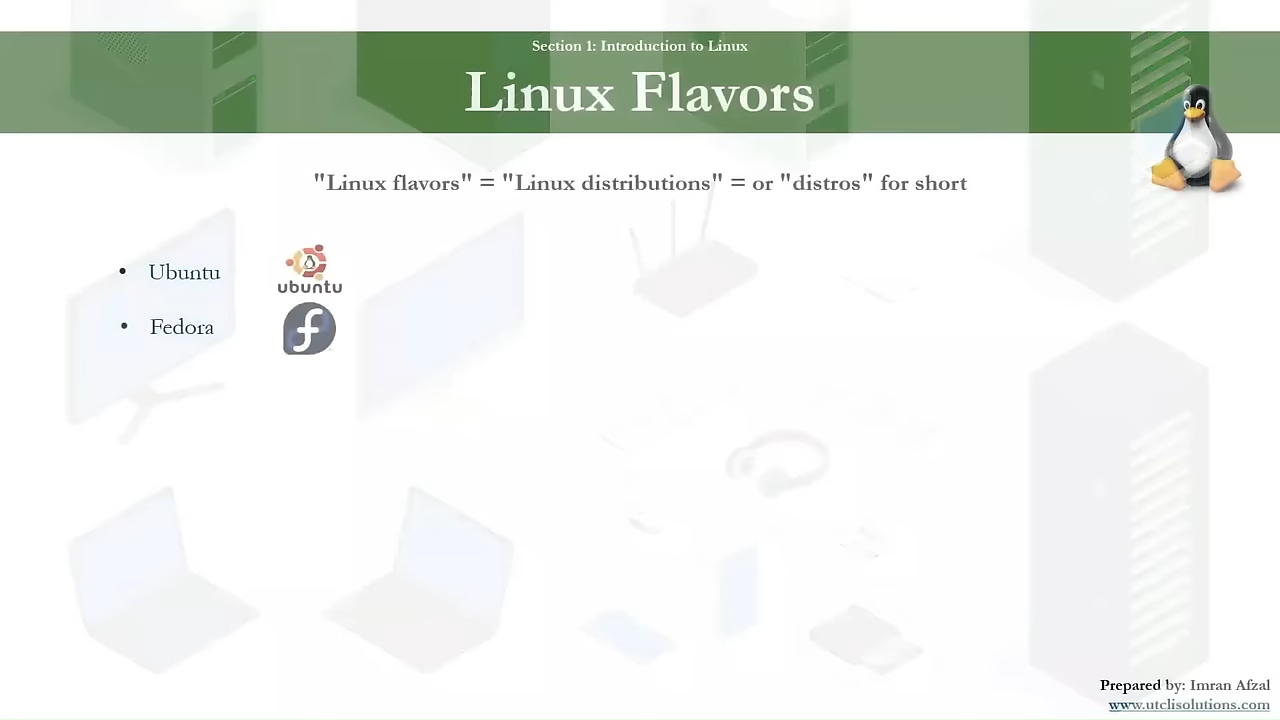 Section 1: Introduction to Linux
Linux Flavors
"Linux flavors" = "Linux distributions" = or "distros" for short
• Ubuntu
ubuntu
• Fedora
Prepared by: Imran Afzal
www.utclisolutions.com